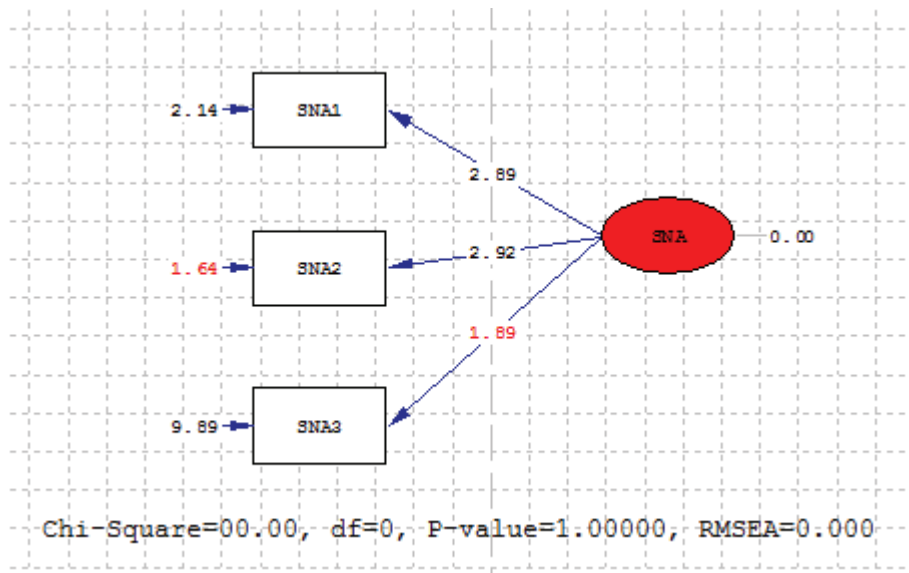 2.14 SNA1
2.89
SNA 0.00
2.92
1.64 SNA2
1.89
9.89 SNA3
Chi-Square=00.00, df=0, P-value=1.00000, RMSEA=0.000